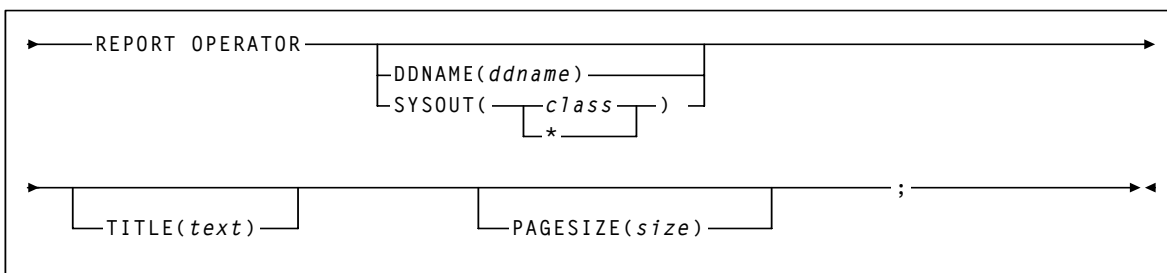 REPORT OPERATOR
DDNAME(ddname)
SYSOUT( class )
*
TITLE(text) PAGESIZE(size) ;